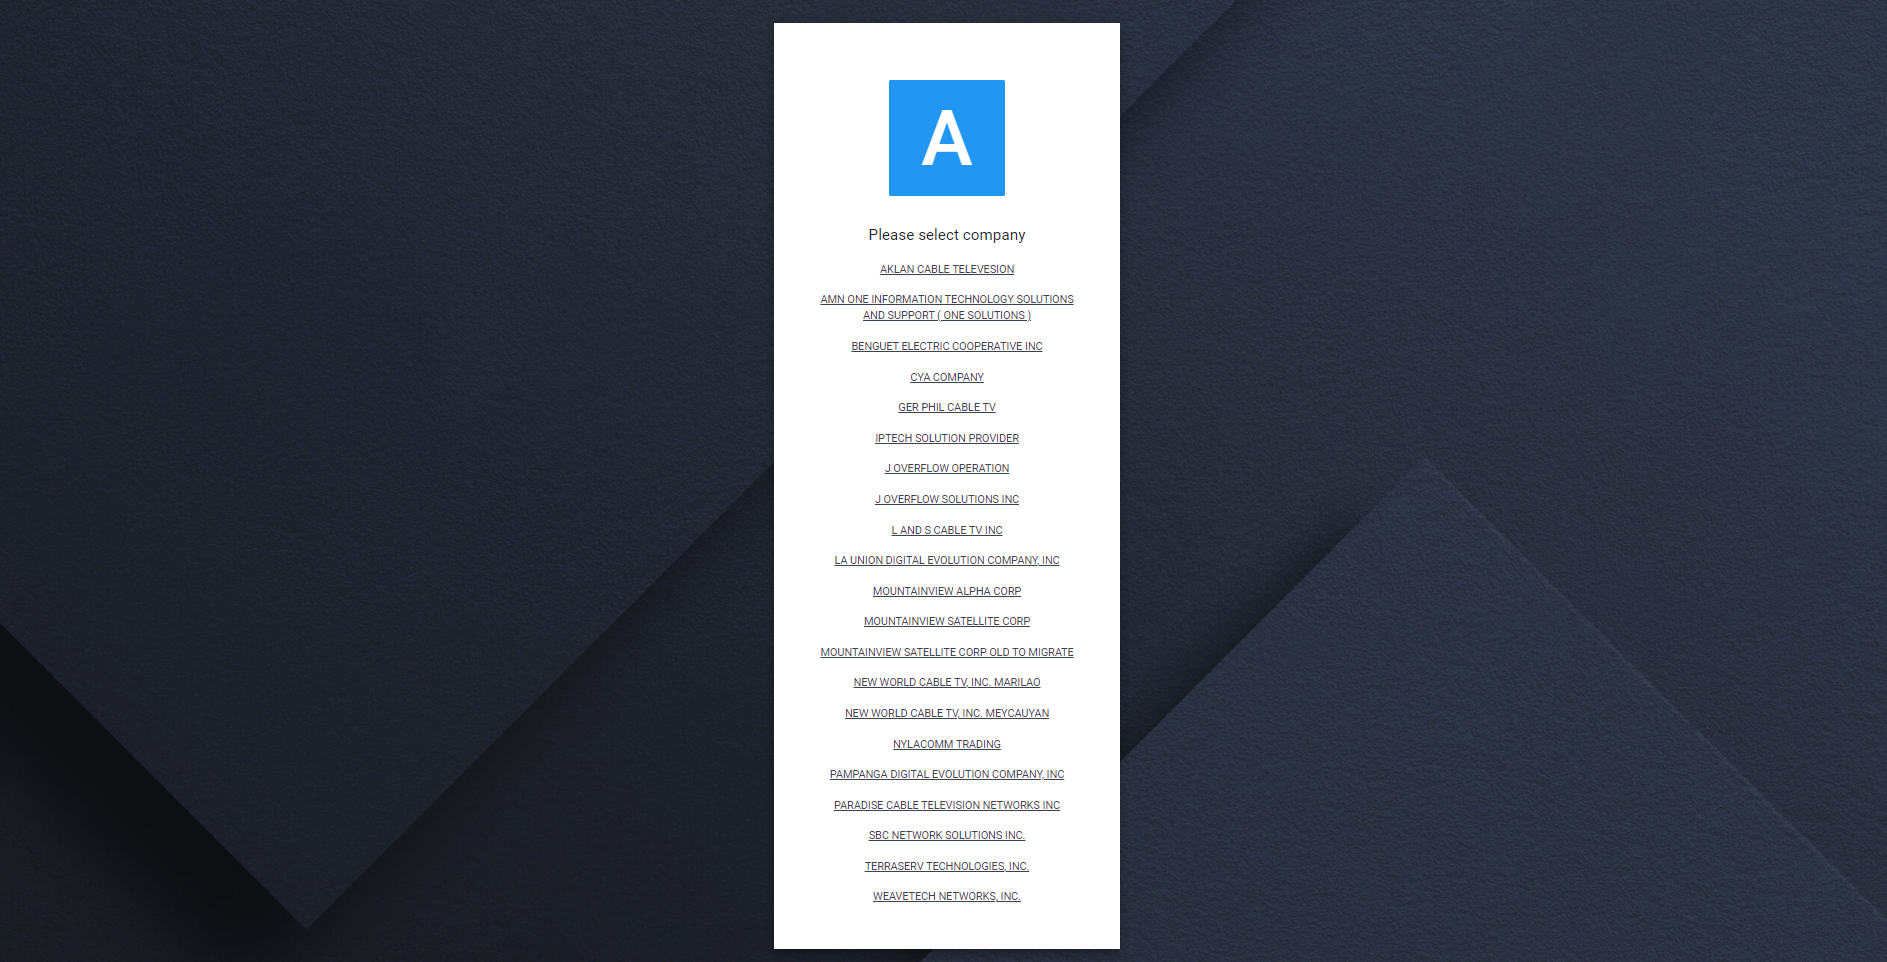 A
Please select company
AKLAN CABLE TELEVESION
AMN ONE INFORMATION TECHNOLOGY SOLUTIONS
AND SUPPORT ( ONE SOLUTIONS )
BENGUET ELECTRIC COOPERATIVE INC
CYA COMPANY
GER PHIL CABLE TV
IPTECH SOLUTION PROVIDER
J OVERFLOW OPERATION
J OVERFLOW SOLUTIONS INC
L AND S CABLE TV INC
LA UNION DIGITAL EVOLUTION COMPANY, INC
MOUNTAINVIEW ALPHA CORP
MOUNTAINVIEW SATELLITE CORP
MOUNTAINVIEW SATELLITE CORP OLD TO MIGRATE
NEW WORLD CABLE TV, INC. MARILAO
NEW WORLD CABLE TV, INC. MEYCAUYAN
NYLACOMM TRADING
PAMPANGA DIGITAL EVOLUTION COMPANY, INC
PARADISE CABLE TELEVISION NETWORKS INC
SBC NETWORK SOLUTIONS INC.
TERRASERV TECHNOLOGIES, INC.
WEAVETECH NETWORKS, INC.